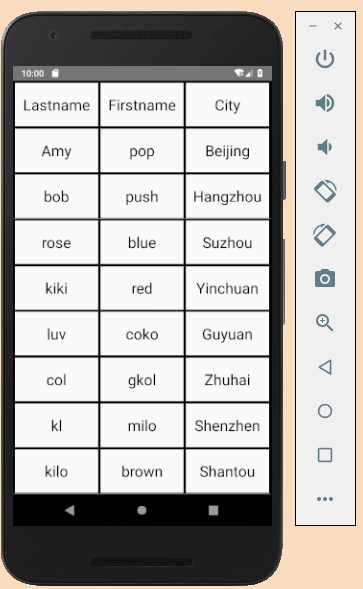 10:00
Lastname Firstname City
Amy pop Beijing
bob push Hangzhou
rose blue Suzhou
kiki red Yinchuan
luv coko Guyuan
col gkol Zhuhai
kl milo Shenzhen
kilo brown Shantou